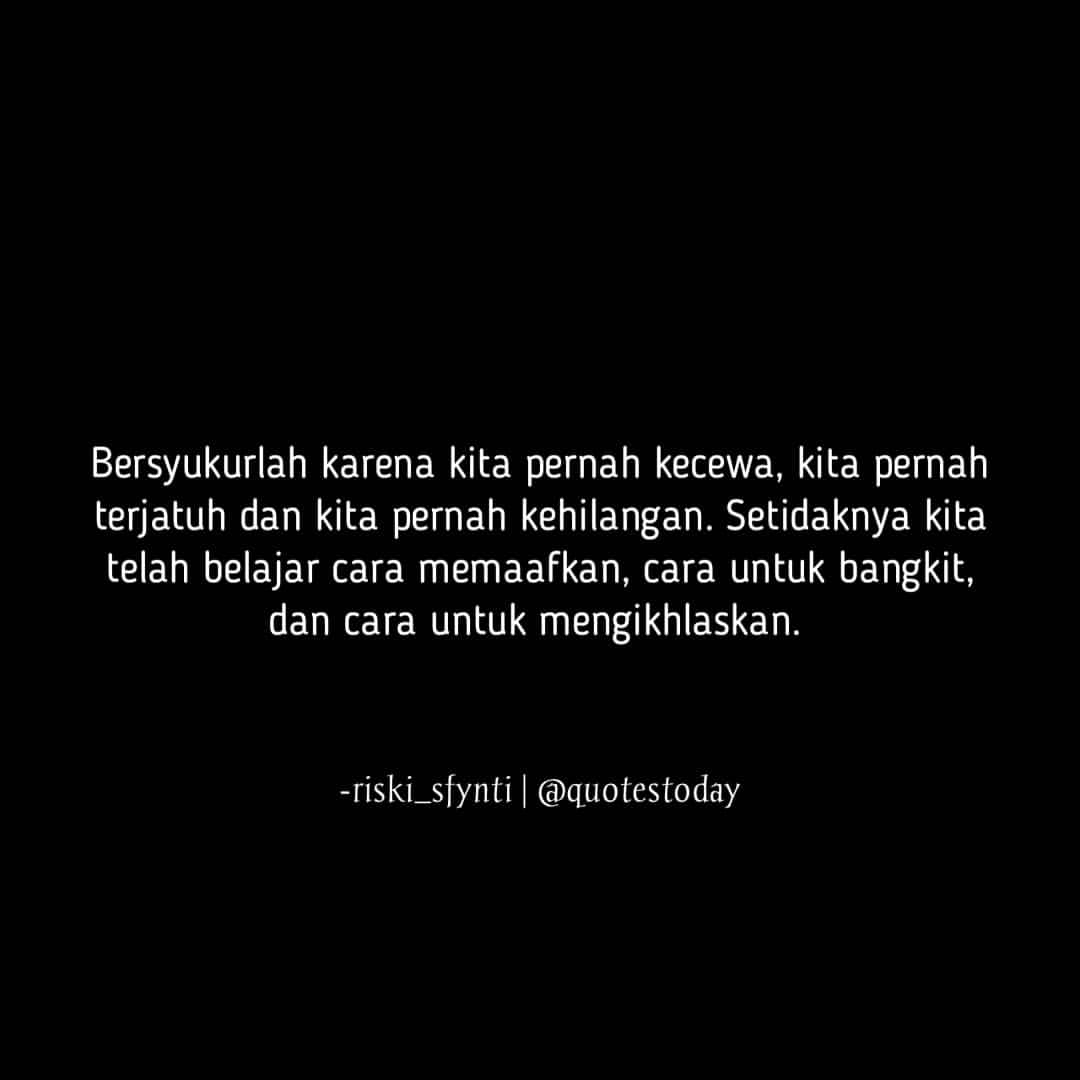 Bersyukurlah karena kita pernah kecewa, kita pernah
terjatuh dan kita pernah kehilangan. Setidaknya kita
telah belajar cara memaafkan, cara untuk bangkit,
dan cara untuk mengikhlaskan.
-riski_sfynti | @quotestoday